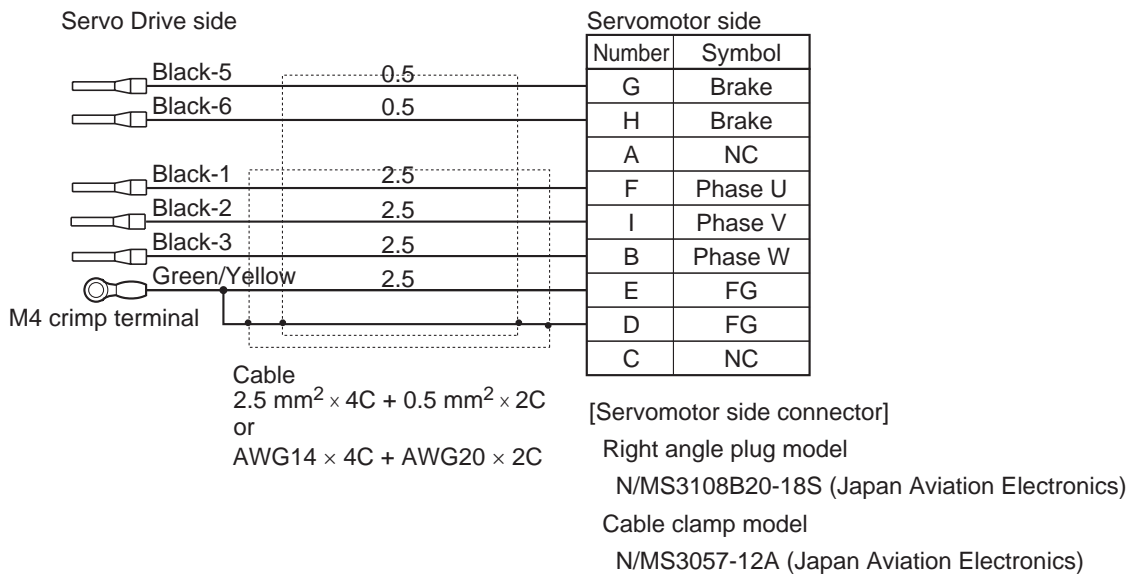 Servo Drive side
Servomotor side
Number Symbol
Black-5 0.5 G Brake
Black-6 0.5 H Brake
A NC
Black-1 2.5 F Phase U
Black-2 2.5 I Phase V
Black-3 2.5 B Phase W
Green/Yellow 2.5 E FG
M4 crimp terminal D FG
C NC
Cable
2.5 mm² × 4C + 0.5 mm² × 2C
or
AWG14 × 4C + AWG20 × 2C
[Servomotor side connector]
Right angle plug model
N/MS3108B20-18S (Japan Aviation Electronics)
Cable clamp model
N/MS3057-12A (Japan Aviation Electronics)